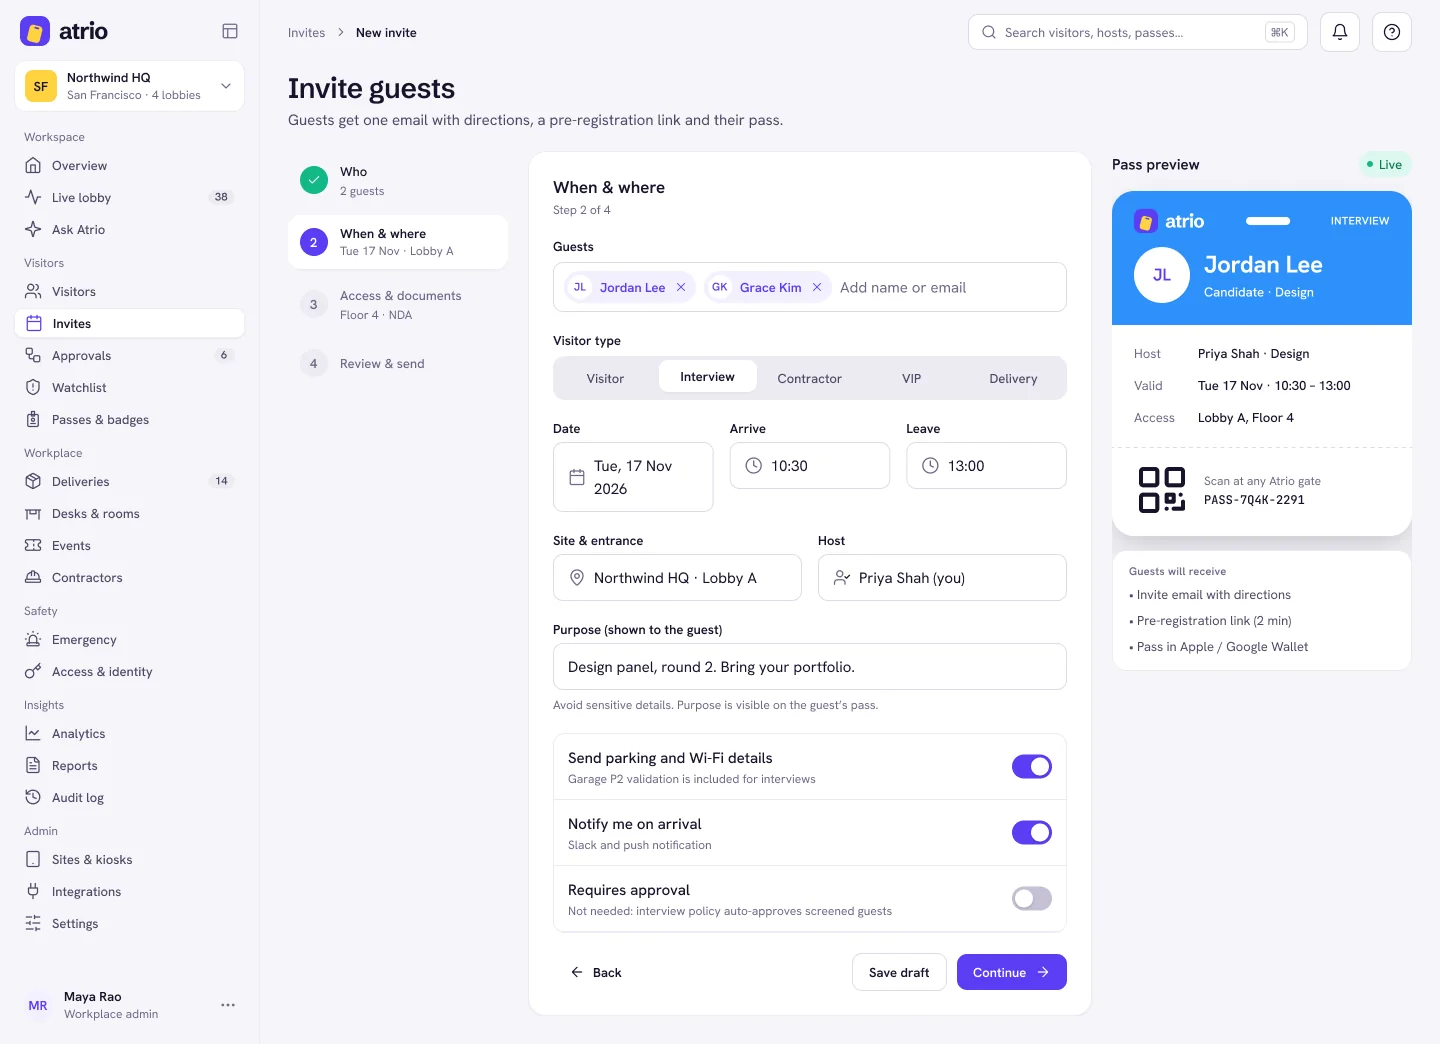 atrio
SF
Northwind HQ
San Francisco · 4 lobbies
Workspace
Overview
Live lobby 38
Ask Atrio
Visitors
Visitors
Invites
Approvals 6
Watchlist
Passes & badges
Workplace
Deliveries 14
Desks & rooms
Events
Contractors
Safety
Emergency
Access & identity
Insights
Analytics
Reports
Audit log
Admin
Sites & kiosks
Integrations
Settings
MR
Maya Rao
Workplace admin
Invites New invite
Search visitors, hosts, passes… ⌘K
Invite guests
Guests get one email with directions, a pre-registration link and their pass.
Who
2 guests
2
When & where
Tue 17 Nov · Lobby A
3
Access & documents
Floor 4 · NDA
4
Review & send
When & where
Step 2 of 4
Guests
JL Jordan Lee GK Grace Kim Add name or email
Visitor type
Visitor Interview Contractor VIP Delivery
Date Arrive Leave
Tue, 17 Nov
2026
10:30
13:00
Site & entrance Host
Northwind HQ · Lobby A
Priya Shah (you)
Purpose (shown to the guest)
Design panel, round 2. Bring your portfolio.
Avoid sensitive details. Purpose is visible on the guest’s pass.
Send parking and Wi-Fi details
Garage P2 validation is included for interviews
Notify me on arrival
Slack and push notification
Requires approval
Not needed: interview policy auto-approves screened guests
Back Save draft Continue
Pass preview Live
atrio INTERVIEW
JL
Jordan Lee
Candidate · Design
Host Priya Shah · Design
Valid Tue 17 Nov · 10:30 – 13:00
Access Lobby A, Floor 4
Scan at any Atrio gate
PASS-7Q4K-2291
Guests will receive
• Invite email with directions
• Pre-registration link (2 min)
• Pass in Apple / Google Wallet